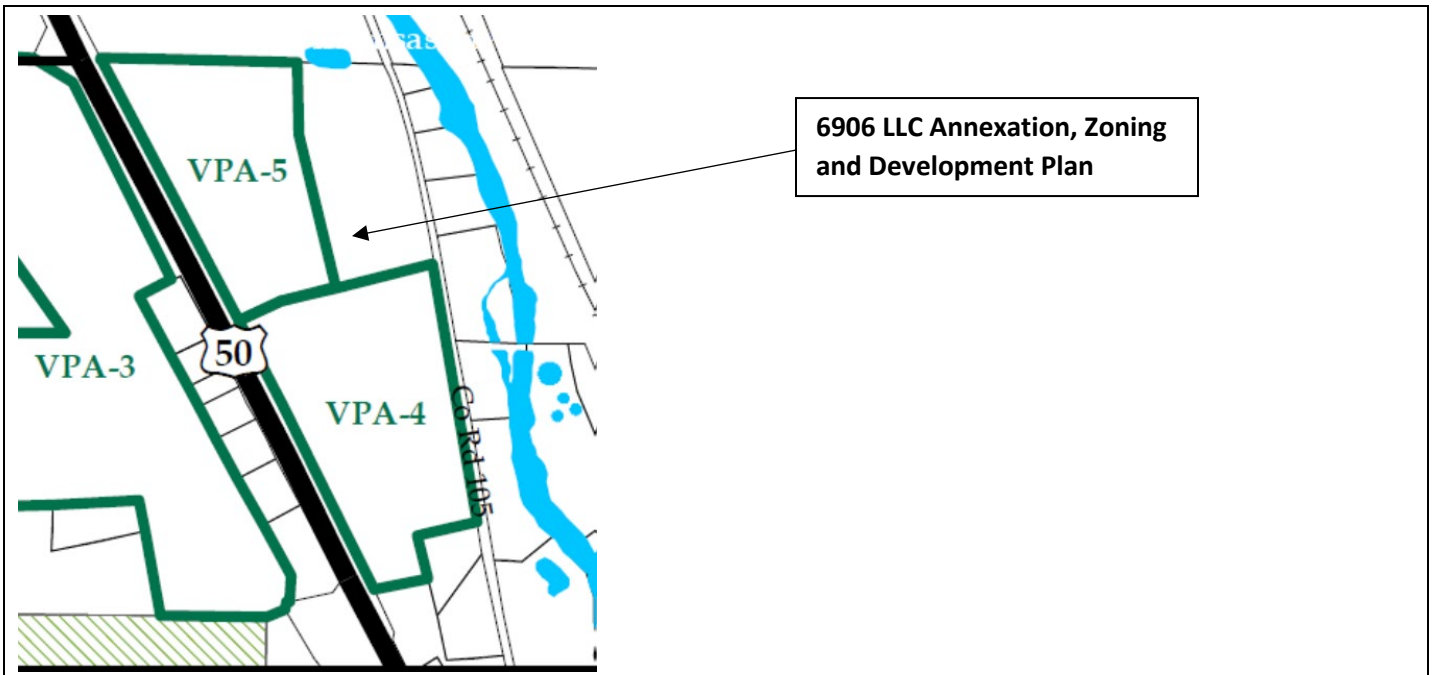 VPA-5
6906 LLC Annexation, Zoning
and Development Plan
50
VPA-3
VPA-4
Co Rd 105